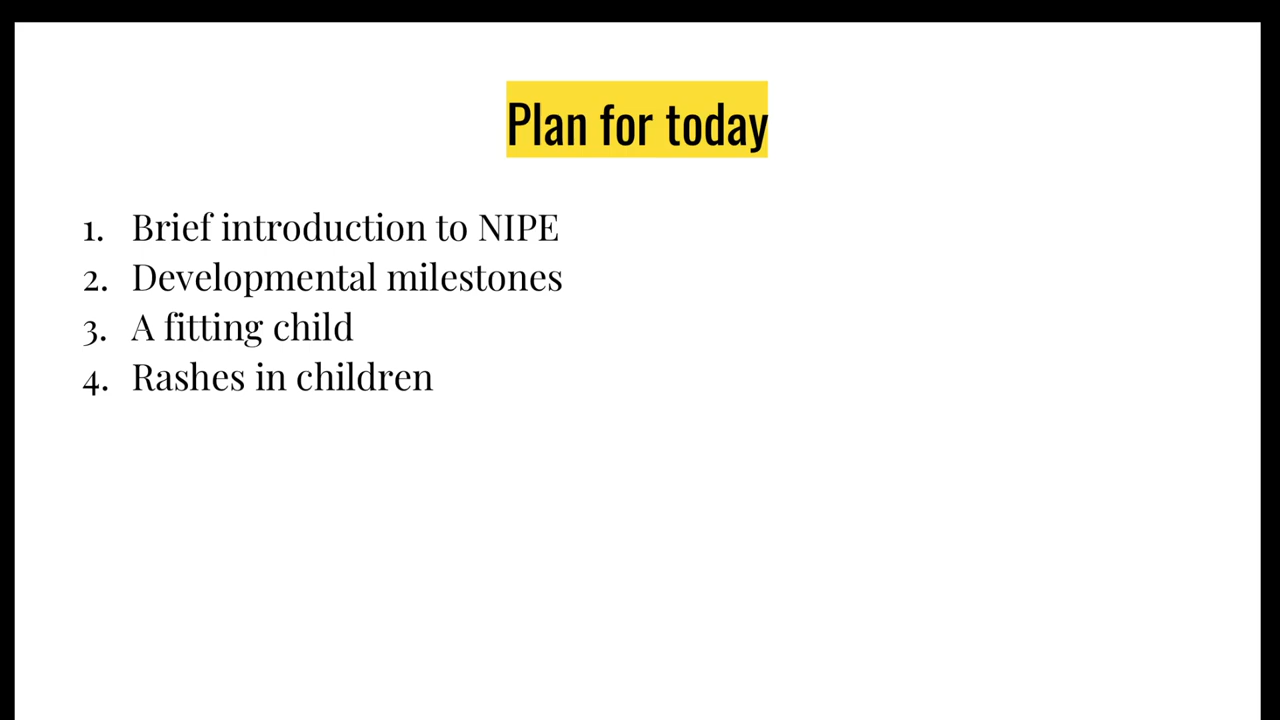 Plan for today
1. Brief introduction to NIPE
2. Developmental milestones
3. A fitting child
4. Rashes in children